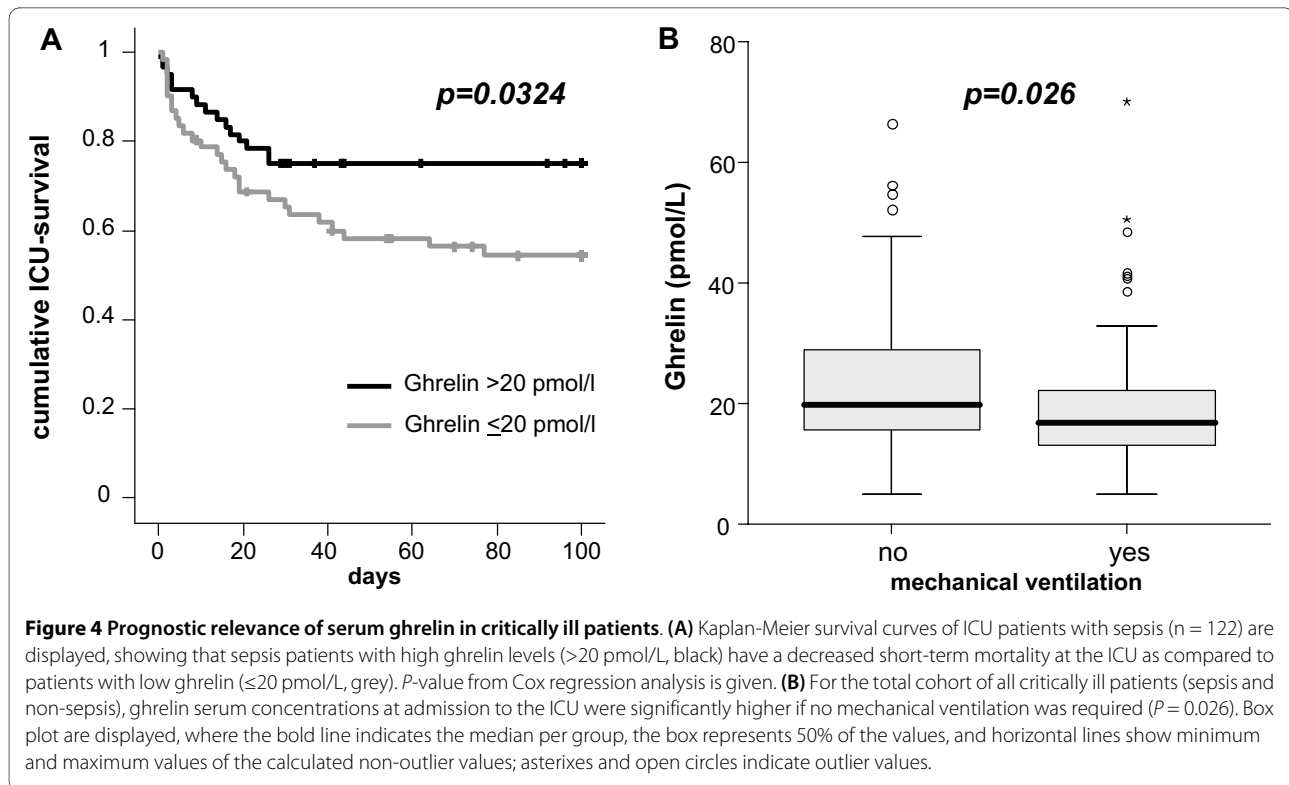 A
1
0.8
0.6
0.4
0.2
0
cumulative ICU-survival
p=0.0324
Ghrelin >20 pmol/l
Ghrelin ≤20 pmol/l
0 20 40 60 80 100
days
B
80
60
40
20
0
Ghrelin (pmol/L)
p=0.026
no yes
mechanical ventilation
Figure 4 Prognostic relevance of serum ghrelin in critically ill patients. (A) Kaplan-Meier survival curves of ICU patients with sepsis (n = 122) are
displayed, showing that sepsis patients with high ghrelin levels (>20 pmol/L, black) have a decreased short-term mortality at the ICU as compared to
patients with low ghrelin (≤20 pmol/L, grey). P-value from Cox regression analysis is given. (B) For the total cohort of all critically ill patients (sepsis and
non-sepsis), ghrelin serum concentrations at admission to the ICU were significantly higher if no mechanical ventilation was required (P = 0.026). Box
plot are displayed, where the bold line indicates the median per group, the box represents 50% of the values, and horizontal lines show minimum
and maximum values of the calculated non-outlier values; asterixes and open circles indicate outlier values.